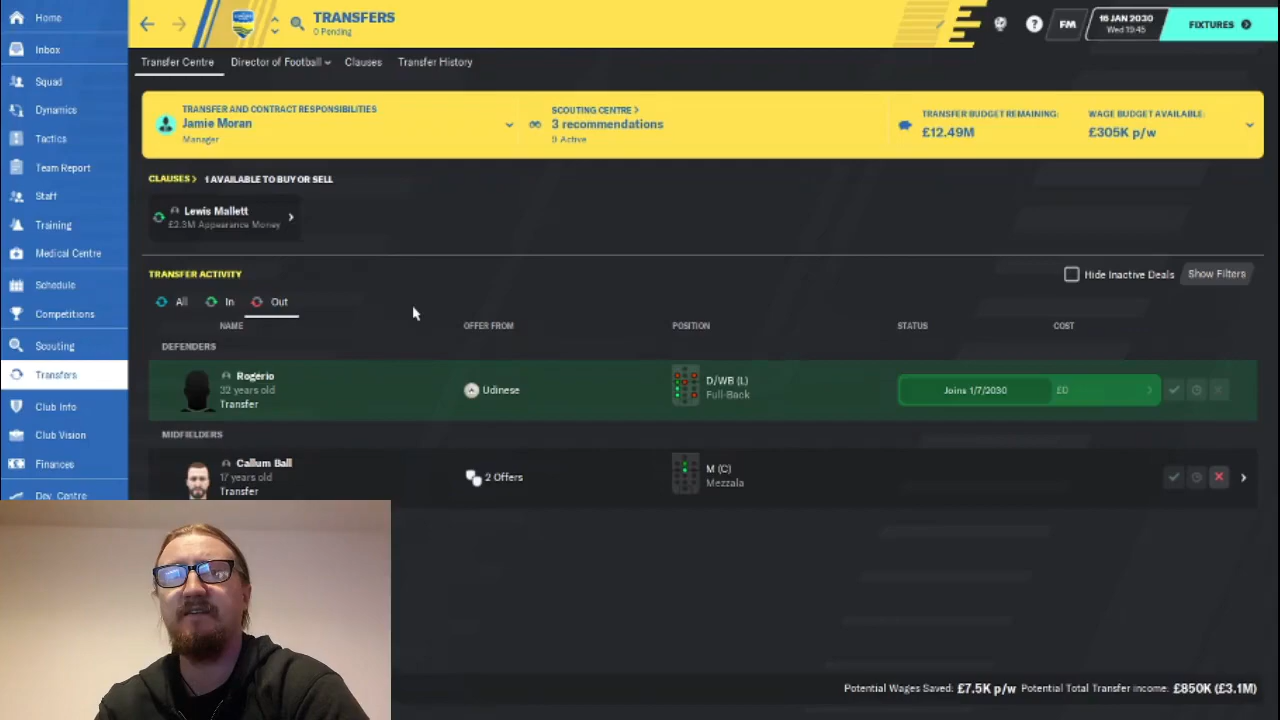 Home
TRANSFERS
0 Pending
FM
16 JAN 2030
Wed 19:45
FIXTURES
Inbox
Squad
Dynamics
Tactics
Team Report
Staff
Training
Medical Centre
Schedule
Competitions
Scouting
Transfers
Club Info
Club Vision
Finances
Dev. Centre
Transfer Centre
Director of Football
Clauses
Transfer History
TRANSFER AND CONTRACT RESPONSIBILITIES
Jamie Moran
Manager
SCOUTING CENTRE >
3 recommendations
TRANSFER BUDGET REMAINING:
£12.49M
WAGE BUDGET AVAILABLE:
£305K p/w
CLAUSES > 1 AVAILABLE TO BUY OR SELL
Lewis Mallett
£2.3M Appearance Money
TRANSFER ACTIVITY
Hide Inactive Deals
Show Filters
All
In
Out
NAME
OFFER FROM
POSITION
STATUS
COST
DEFENDERS
Rogério
32 years old
Transfer
Udinese
D/WB (L)
Full-Back
Joins 1/7/2030
£0
MIDFIELDERS
Callum Ball
17 years old
Transfer
2 Offers
M (C)
Mezzala
Potential Wages Saved: £7.5K p/w Potential Total Transfer income: £850K (£3.1M)